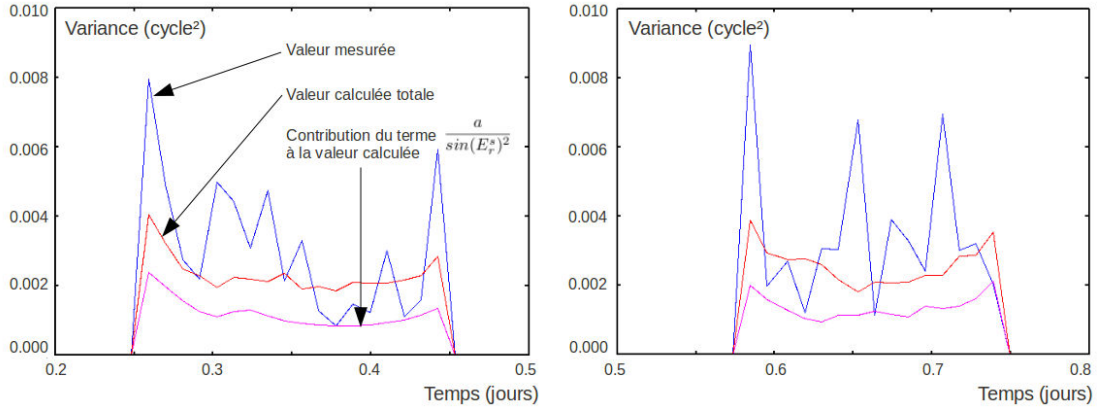 0.010
Variance (cycle²)
Valeur mesurée
0.008
Valeur calculée totale
Contribution du terme a / sin(E_r^s)^2
à la valeur calculée
0.006
0.004
0.002
0.000
0.2
0.3
0.4
0.5
Temps (jours)
0.010
Variance (cycle²)
0.008
0.006
0.004
0.002
0.000
0.5
0.6
0.7
0.8
Temps (jours)